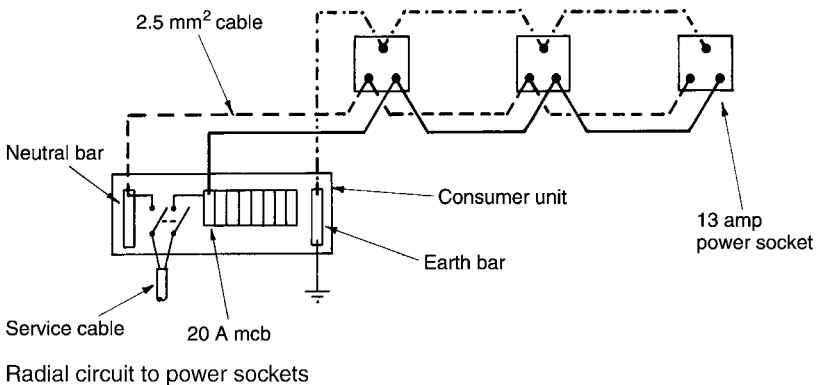 2.5 mm² cable
Neutral bar
Consumer unit
13 amp
power socket
Earth bar
Service cable
20 A mcb
Radial circuit to power sockets